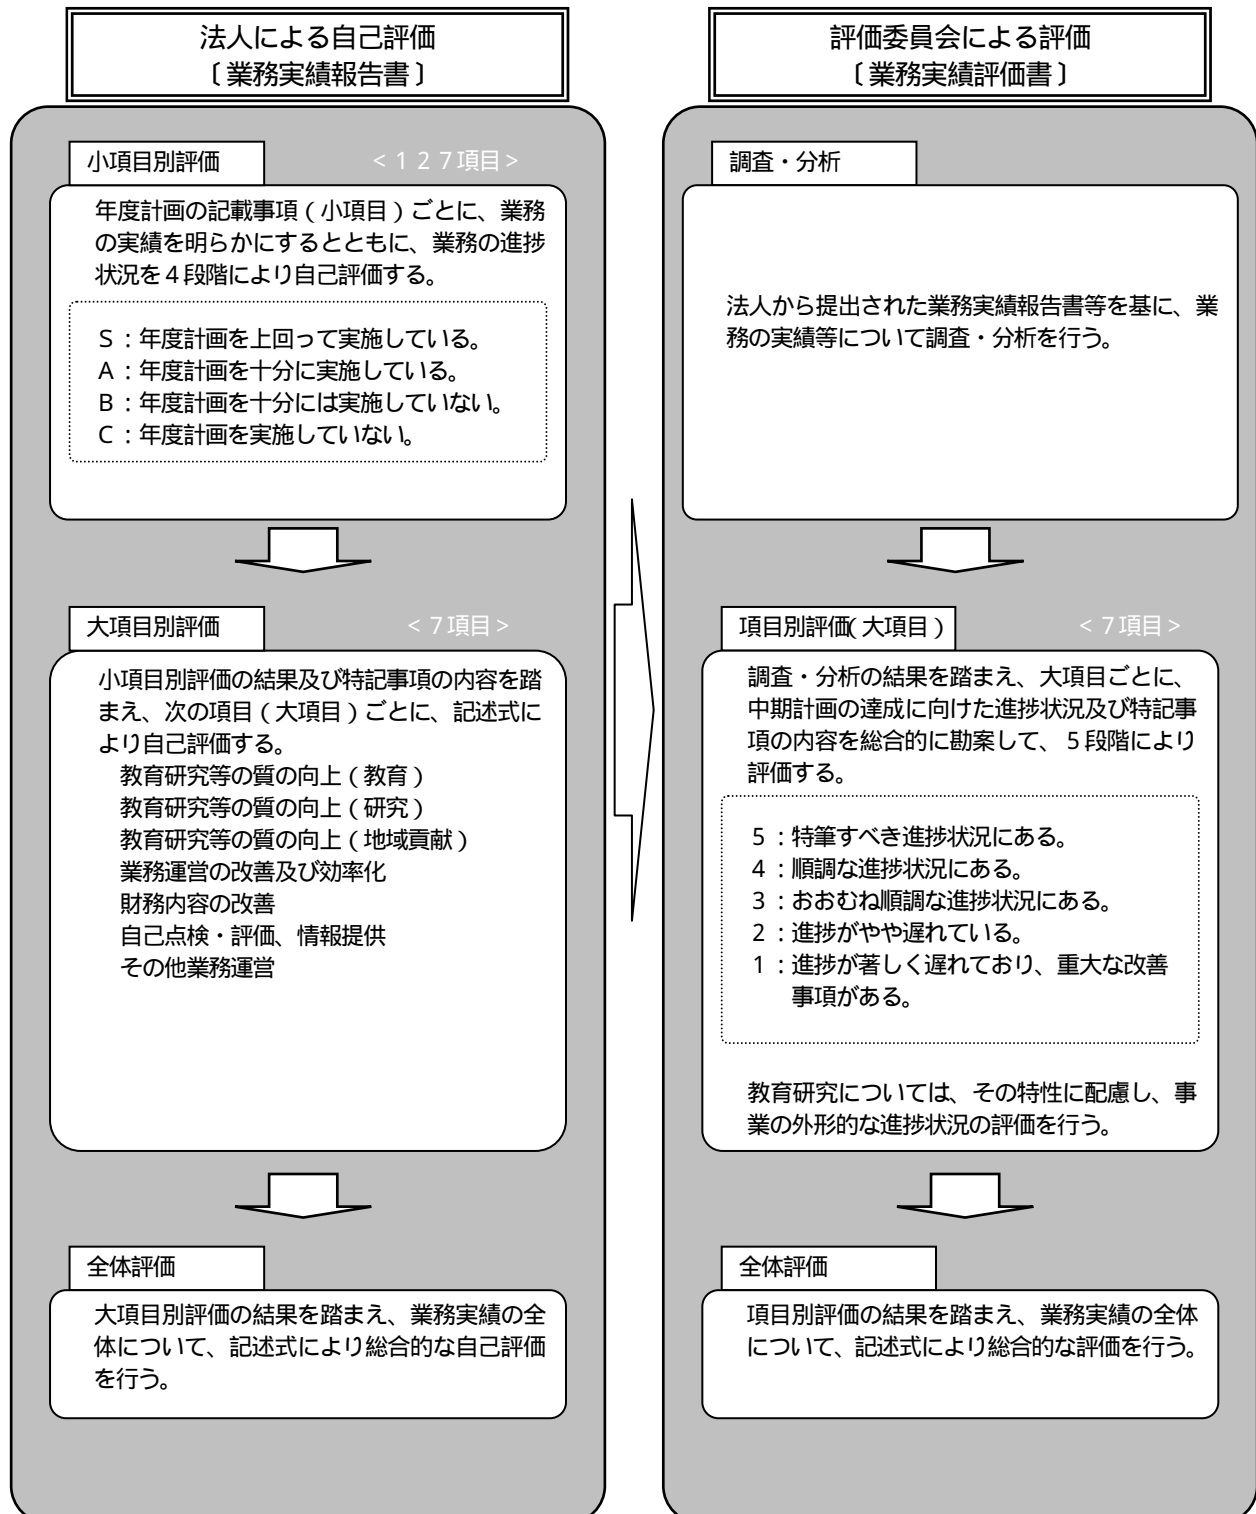 法人による自己評価
〔業務実績報告書〕
小項目別評価
<１２７項目>
年度計画の記載事項(小項目)ごとに、業務
の実績を明らかにするとともに、業務の進捗
状況を4段階により自己評価する。
S：年度計画を上回って実施している。
A：年度計画を十分に実施している。
B：年度計画を十分には実施していない。
C：年度計画を実施していない。
大項目別評価
<7項目>
小項目別評価の結果及び特記事項の内容を踏
まえ、次の項目(大項目)ごとに、記述式に
より自己評価する。
教育研究等の質の向上(教育)
教育研究等の質の向上(研究)
教育研究等の質の向上(地域貢献)
業務運営の改善及び効率化
財務内容の改善
自己点検・評価、情報提供
その他業務運営
全体評価
大項目別評価の結果を踏まえ、業務実績の全
体について、記述式により総合的な自己評価
を行う。
評価委員会による評価
〔業務実績評価書〕
調査・分析
法人から提出された業務実績報告書等を基に、業
務の実績等について調査・分析を行う。
項目別評価(大項目)
<7項目>
調査・分析の結果を踏まえ、大項目ごとに、
中期計画の達成に向けた進捗状況及び特記事
項の内容を総合的に勘案して、5段階により
評価する。
5：特筆すべき進捗状況にある。
4：順調な進捗状況にある。
3：おおむね順調な進捗状況にある。
2：進捗がやや遅れている。
1：進捗が著しく遅れており、重大な改善
事項がある。
教育研究については、その特性に配慮し、事
業の外形的な進捗状況の評価を行う。
全体評価
項目別評価の結果を踏まえ、業務実績の全体
について、記述式により総合的な評価を行う。